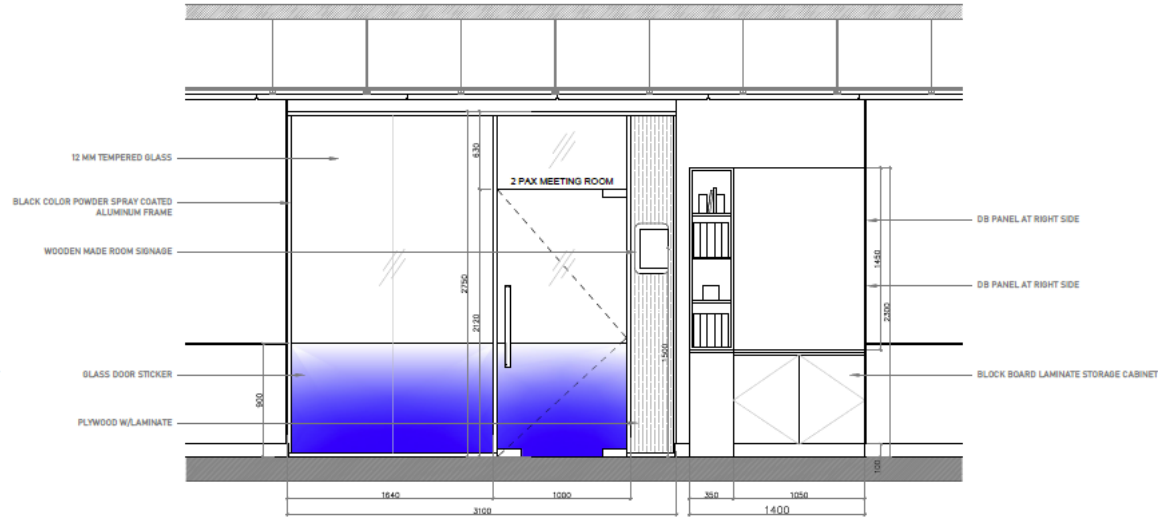 12 MM TEMPERED GLASS
BLACK COLOR POWDER SPRAY COATED
ALUMINUM FRAME
WOODEN MADE ROOM SIGNAGE
GLASS DOOR STICKER
PLYWOOD W/LAMINATE
2 PAX MEETING ROOM
630
2750
2120
1500
900
DB PANEL AT RIGHT SIDE
DB PANEL AT RIGHT SIDE
BLOCK BOARD LAMINATE STORAGE CABINET
1450
2300
100
1640
1000
3100
350
1050
1400